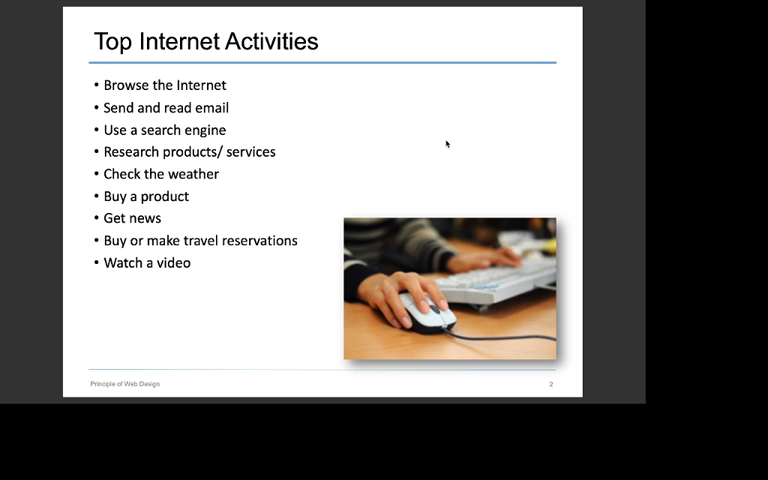 Top Internet Activities
• Browse the Internet
• Send and read email
• Use a search engine
• Research products/ services
• Check the weather
• Buy a product
• Get news
• Buy or make travel reservations
• Watch a video
Principle of Web Design
2